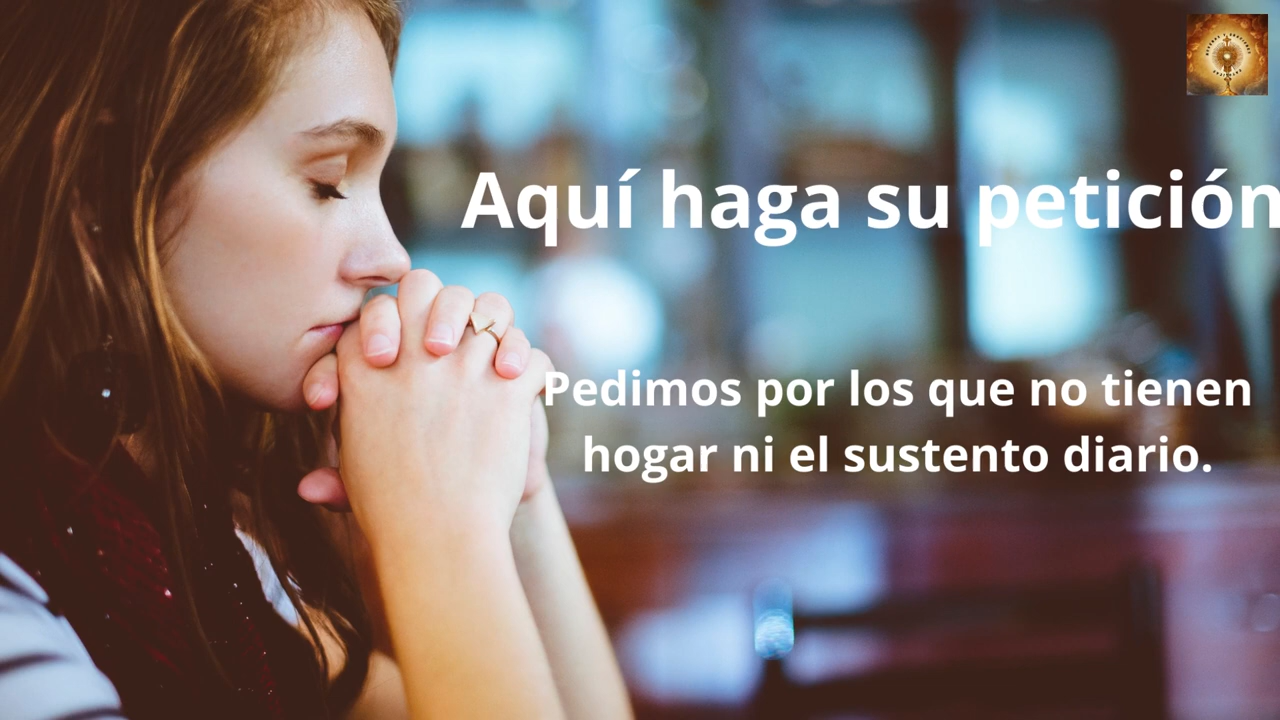 Aquí haga su petición
Pedimos por los que no tienen
hogar ni el sustento diario.